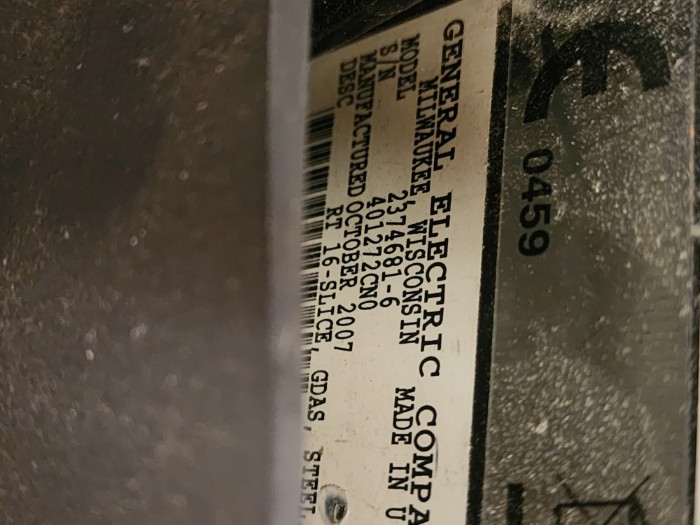 GENERAL ELECTRIC COMPA
MILWAUKEE, WISCONSIN MADE IN U
MODEL 2374681-6
S/N 401272CN0
MANUFACTURED OCTOBER 2007
DESC RT 16-SLICE, GDAS, STEEL
CE 0459